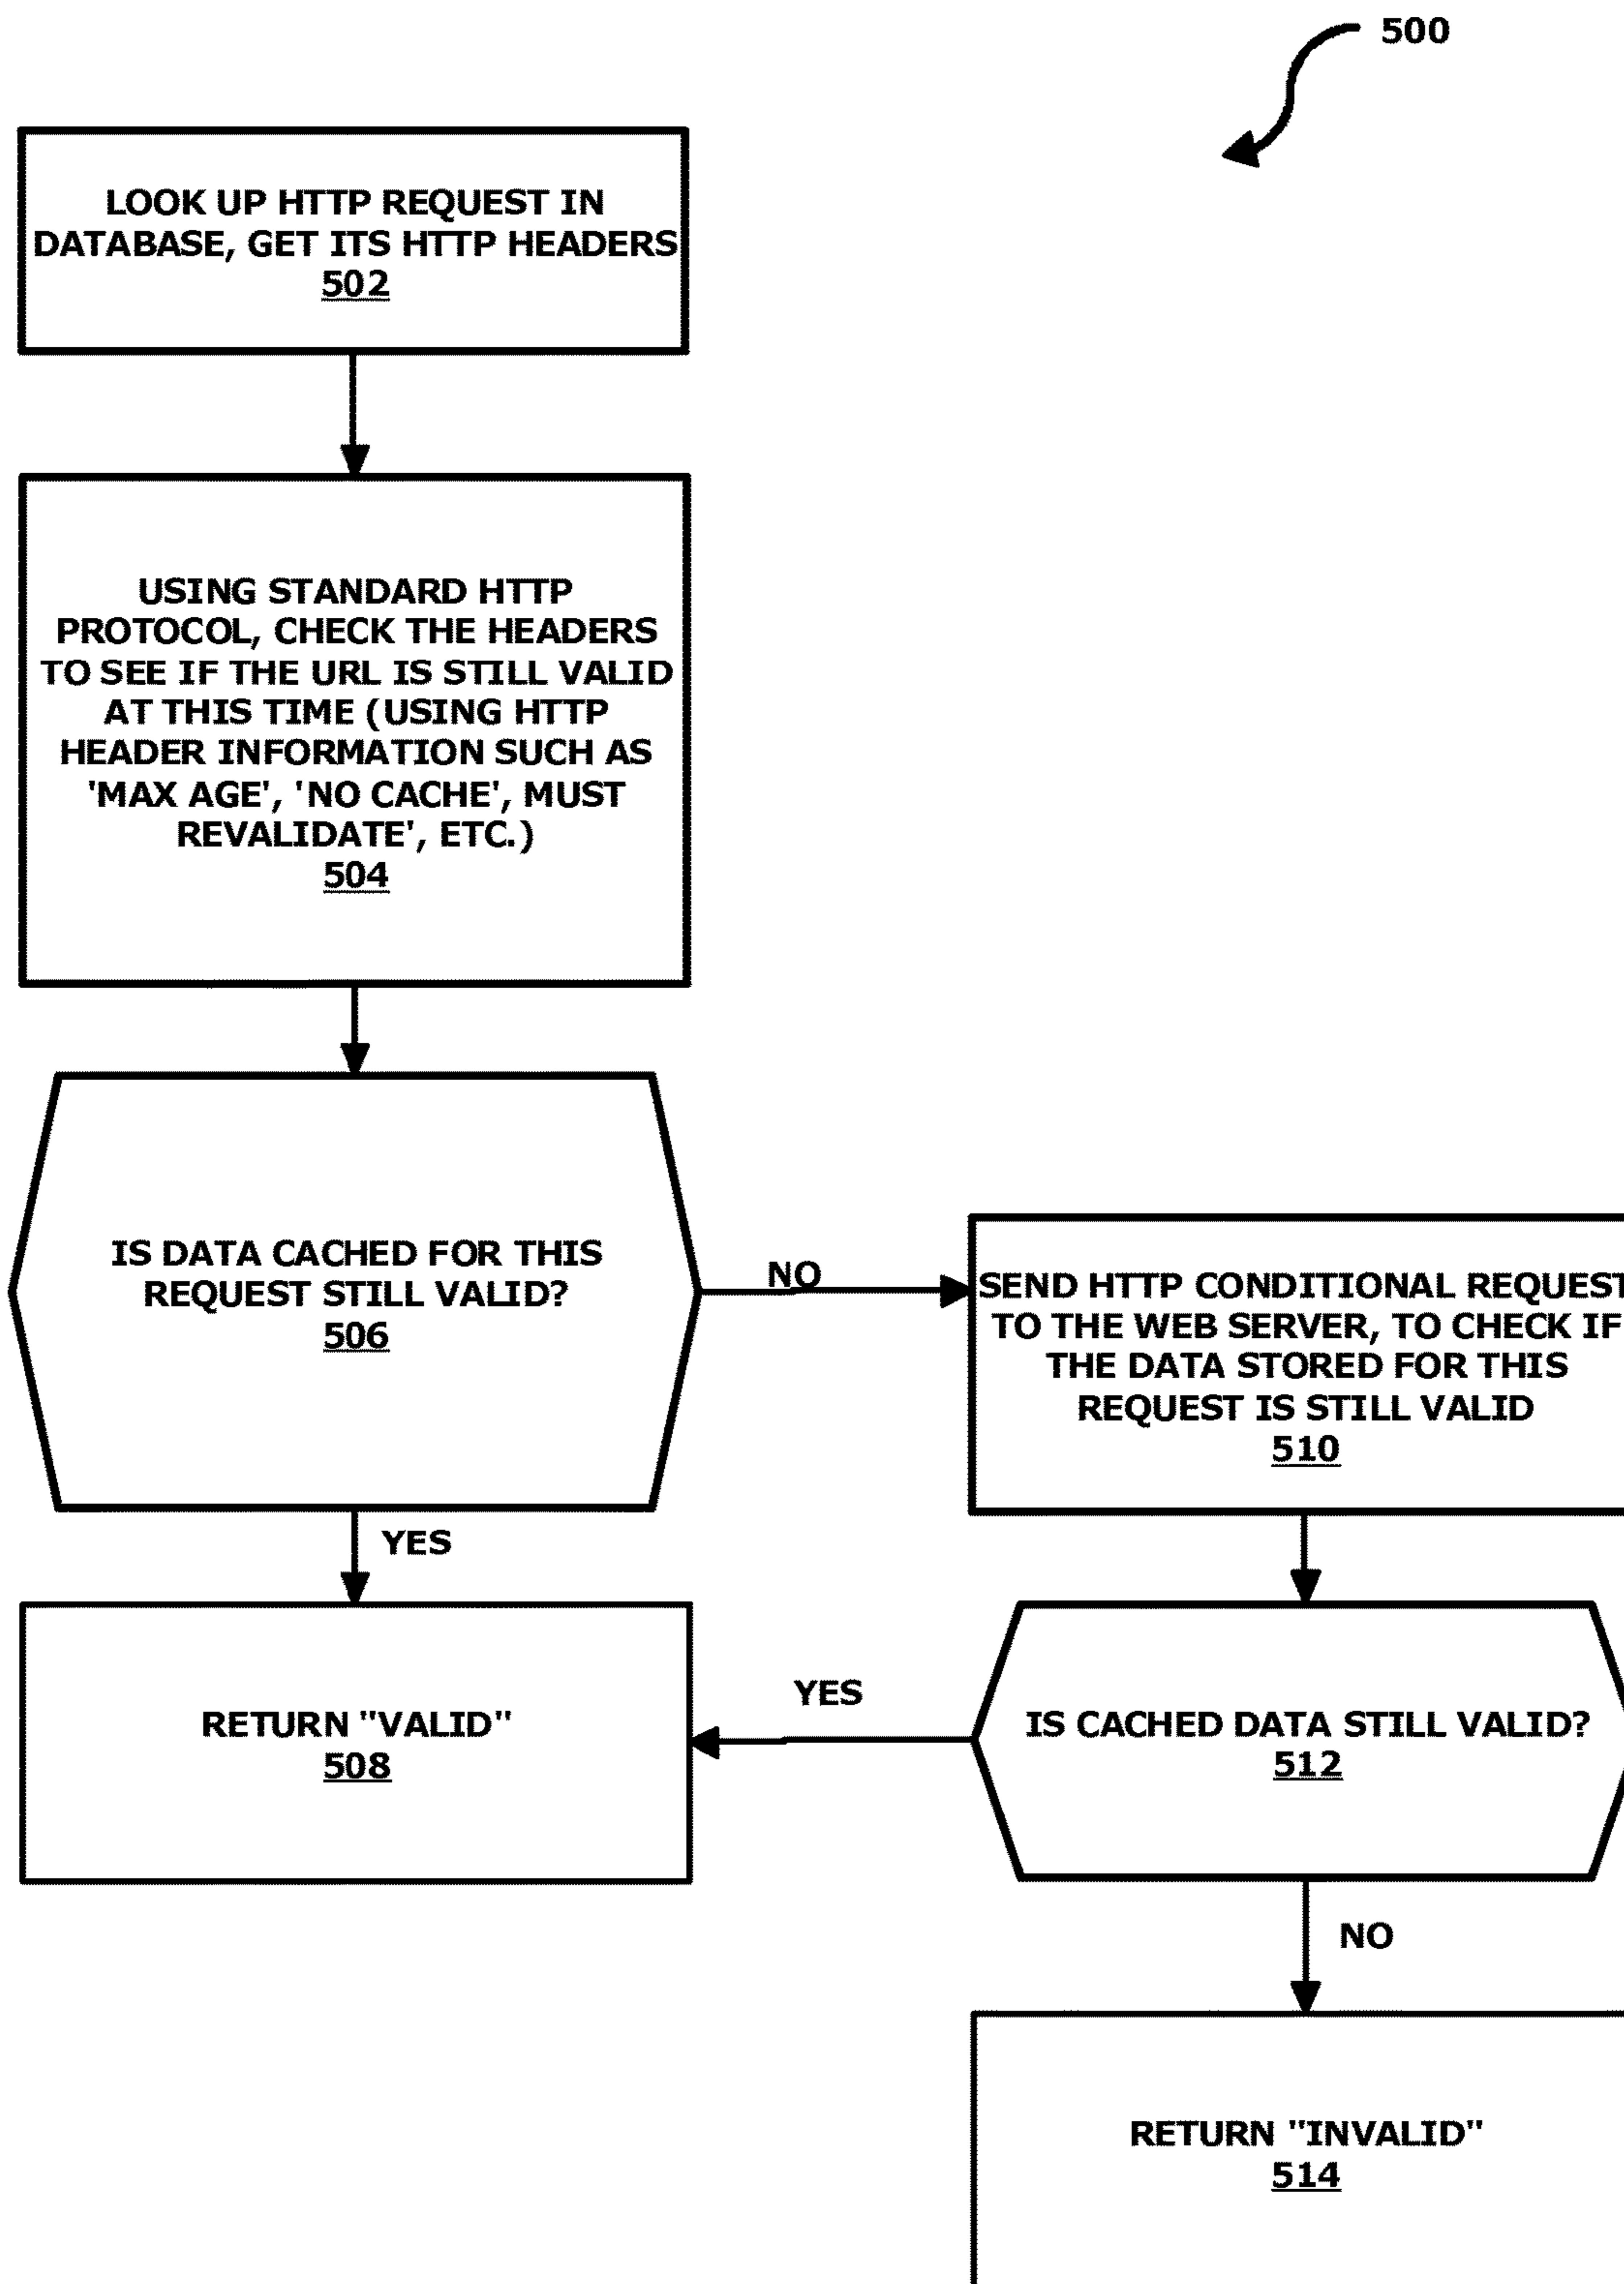 500
LOOK UP HTTP REQUEST IN
DATABASE, GET ITS HTTP HEADERS
502
USING STANDARD HTTP
PROTOCOL, CHECK THE HEADERS
TO SEE IF THE URL IS STILL VALID
AT THIS TIME (USING HTTP
HEADER INFORMATION SUCH AS
'MAX AGE', 'NO CACHE', MUST
REVALIDATE', ETC.)
504
IS DATA CACHED FOR THIS
REQUEST STILL VALID?
506
NO
SEND HTTP CONDITIONAL REQUEST
TO THE WEB SERVER, TO CHECK IF
THE DATA STORED FOR THIS
REQUEST IS STILL VALID
510
YES
RETURN "VALID"
508
YES
IS CACHED DATA STILL VALID?
512
NO
RETURN "INVALID"
514